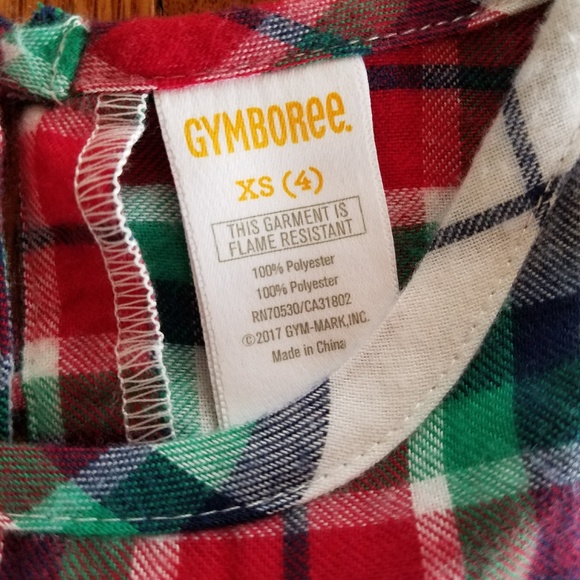 GYMBOREE.
XS (4)
THIS GARMENT IS
FLAME RESISTANT
100% Polyester
100% Polyester
RN70530/CA31802
©2017 GYM-MARK,INC.
Made in China